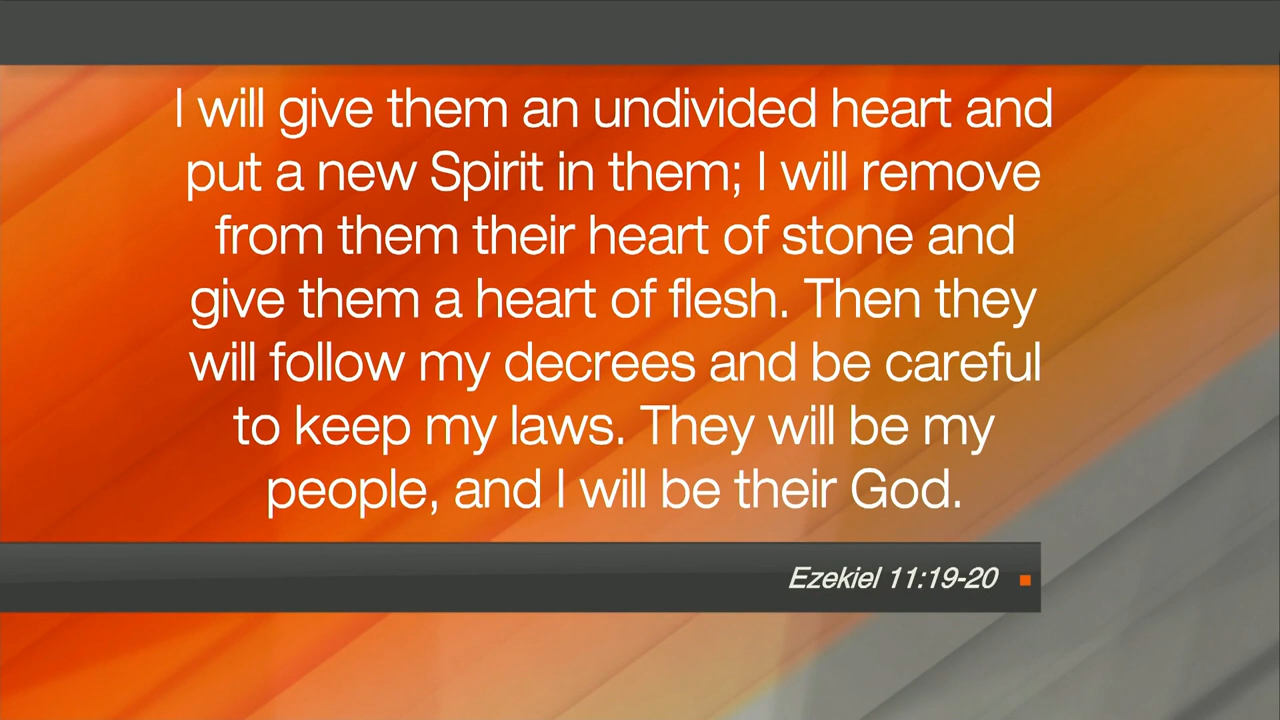 I will give them an undivided heart and
put a new Spirit in them; I will remove
from them their heart of stone and
give them a heart of flesh. Then they
will follow my decrees and be careful
to keep my laws. They will be my
people, and I will be their God.
Ezekiel 11:19-20